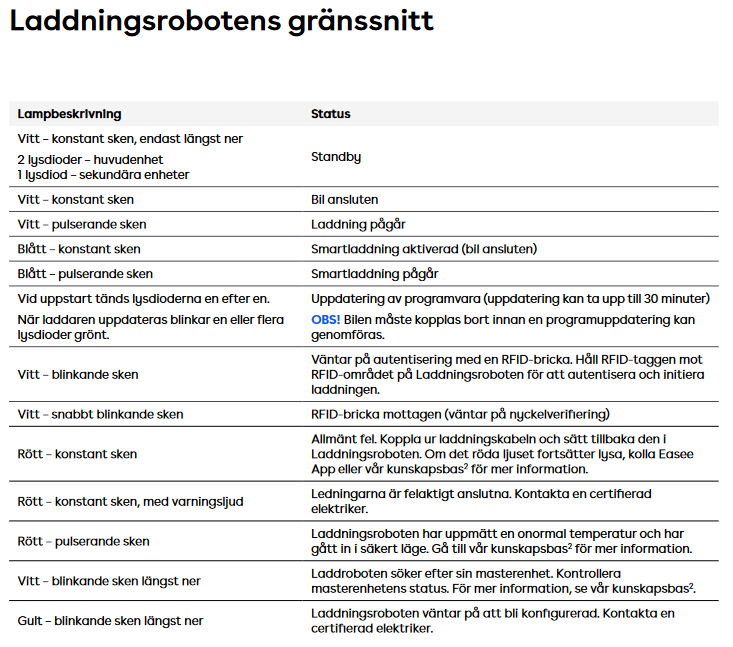 Laddningsrobotens gränssnitt
Lampbeskrivning Status
Vitt – konstant sken, endast längst ner
2 lysdioder – huvudenhet
1 lysdiod – sekundära enheter
Standby
Vitt – konstant sken Bil ansluten
Vitt – pulserande sken Laddning pågår
Blått – konstant sken Smartladdning aktiverad (bil ansluten)
Blått – pulserande sken Smartladdning pågår
Vid uppstart tänds lysdioderna en efter en.
När laddaren uppdateras blinkar en eller flera
lysdioder grönt.
Uppdatering av programvara (uppdatering kan ta upp till 30 minuter)
OBS! Bilen måste kopplas bort innan en programuppdatering kan
genomföras.
Vitt – blinkande sken
Väntar på autentisering med en RFID-bricka. Håll RFID-taggen mot
RFID-området på Laddningsroboten för att autentisera och initiera
laddningen.
Vitt – snabbt blinkande sken RFID-bricka mottagen (väntar på nyckelverifiering)
Rött – konstant sken
Allmänt fel. Koppla ur laddningskabeln och sätt tillbaka den i
Laddningsroboten. Om det röda ljuset fortsätter lysa, kolla Easee
App eller vår kunskapsbas² för mer information.
Rött – konstant sken, med varningsljud
Ledningarna är felaktigt anslutna. Kontakta en certifierad
elektriker.
Rött – pulserande sken
Laddningsroboten har uppmätt en onormal temperatur och har
gått in i säkert läge. Gå till vår kunskapsbas² för mer information.
Vitt – blinkande sken längst ner
Laddroboten söker efter sin masterenhet. Kontrollera
masterenhetens status. För mer information, se vår kunskapsbas².
Gult – blinkande sken längst ner
Laddningsroboten väntar på att bli konfigurerad. Kontakta en
certifierad elektriker.